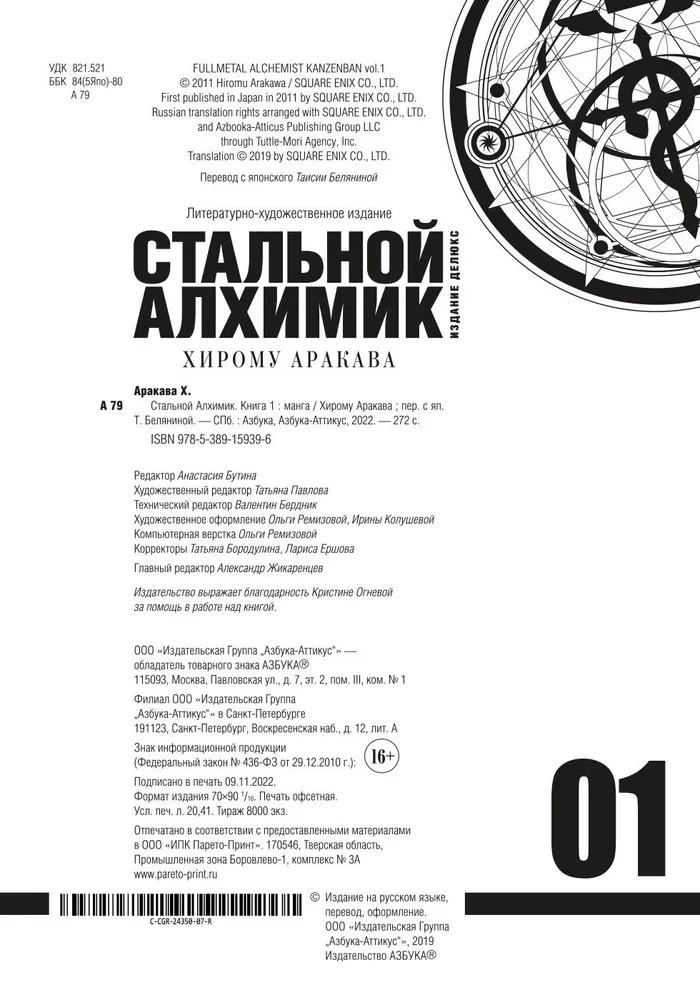 УДК 821.521
ББК 84(5Япо)-80
А 79
FULLMETAL ALCHEMIST KANZENBAN vol.1
© 2011 Hiromu Arakawa / SQUARE ENIX CO., LTD.
First published in Japan in 2011 by SQUARE ENIX CO., LTD.
Russian translation rights arranged with SQUARE ENIX CO., LTD.
and Azbooka-Atticus Publishing Group LLC
through Tuttle-Mori Agency, Inc.
Translation © 2019 by SQUARE ENIX CO., LTD.
Перевод с японского Таисии Беляниной
Литературно-художественное издание
СТАЛЬНОЙ
АЛХИМИК
ИЗДАНИЕ ДЕЛЮКС
ХИРОМУ АРАКАВА
Аракава Х.
А 79 Стальной Алхимик. Книга 1 : манга / Хирому Аракава ; пер. с яп.
Т. Беляниной. — СПб. : Азбука, Азбука-Аттикус, 2022. — 272 с.
ISBN 978-5-389-15939-6
Редактор Анастасия Бутина
Художественный редактор Татьяна Павлова
Технический редактор Валентин Бердник
Художественное оформление Ольги Ремизовой, Ирины Колушевой
Компьютерная верстка Ольги Ремизовой
Корректоры Татьяна Бородулина, Лариса Ершова
Главный редактор Александр Жикаренцев
Издательство выражает благодарность Кристине Огневой
за помощь в работе над книгой.
ООО «Издательская Группа „Азбука-Аттикус“» —
обладатель товарного знака АЗБУКА®
115093, Москва, Павловская ул., д. 7, эт. 2, пом. III, ком. № 1
Филиал ООО «Издательская Группа
„Азбука-Аттикус“» в Санкт-Петербурге
191123, Санкт-Петербург, Воскресенская наб., д. 12, лит. А
Знак информационной продукции
(Федеральный закон № 436-ФЗ от 29.12.2010 г.): 16+
Подписано в печать 09.11.2022.
Формат издания 70×90 1/16. Печать офсетная.
Усл. печ. л. 20,41. Тираж 8000 экз.
Отпечатано в соответствии с предоставленными материалами
в ООО «ИПК Парето-Принт». 170546, Тверская область,
Промышленная зона Боровлево-1, комплекс № 3А
www.pareto-print.ru
01
C-CGR-24350-07-R
© Издание на русском языке,
перевод, оформление.
ООО «Издательская Группа
„Азбука-Аттикус“», 2019
Издательство АЗБУКА®